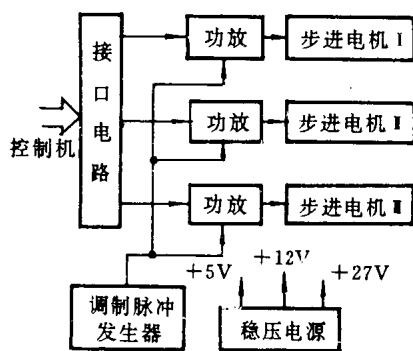 功放
步进电机Ⅰ
接口电路
控制机
功放
步进电机Ⅱ
功放
步进电机Ⅲ
+5V
+12V
+27V
调制脉冲
发生器
稳压电源